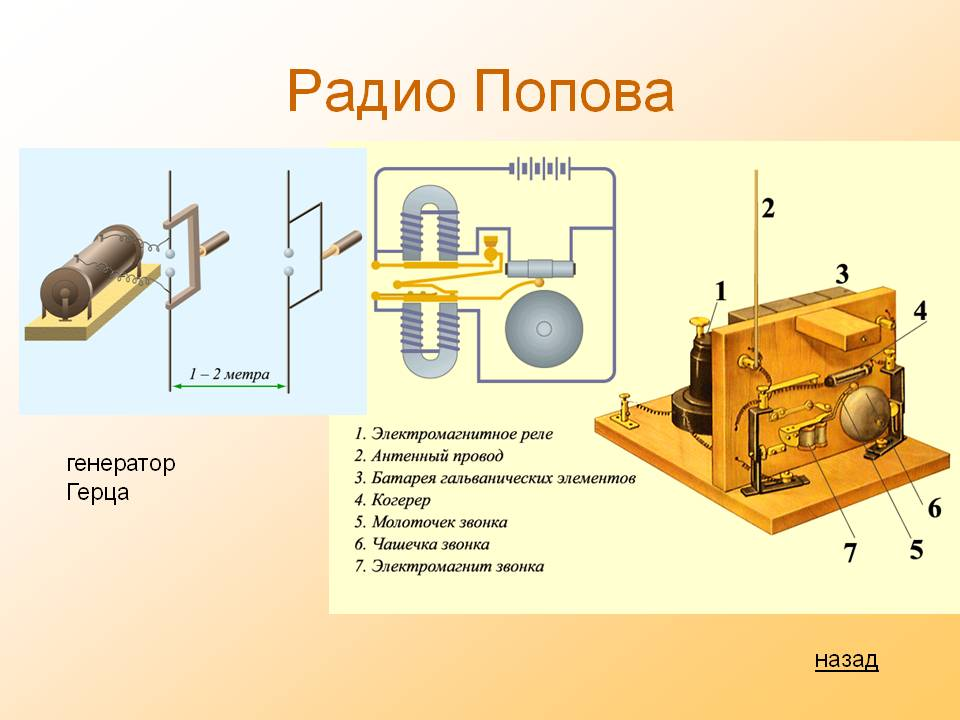 Радио Попова
1 – 2 метра
генератор
Герца
2
1
3
4
6
5
7
1. Электромагнитное реле
2. Антенный провод
3. Батарея гальванических элементов
4. Когерер
5. Молоточек звонка
6. Чашечка звонка
7. Электромагнит звонка
назад